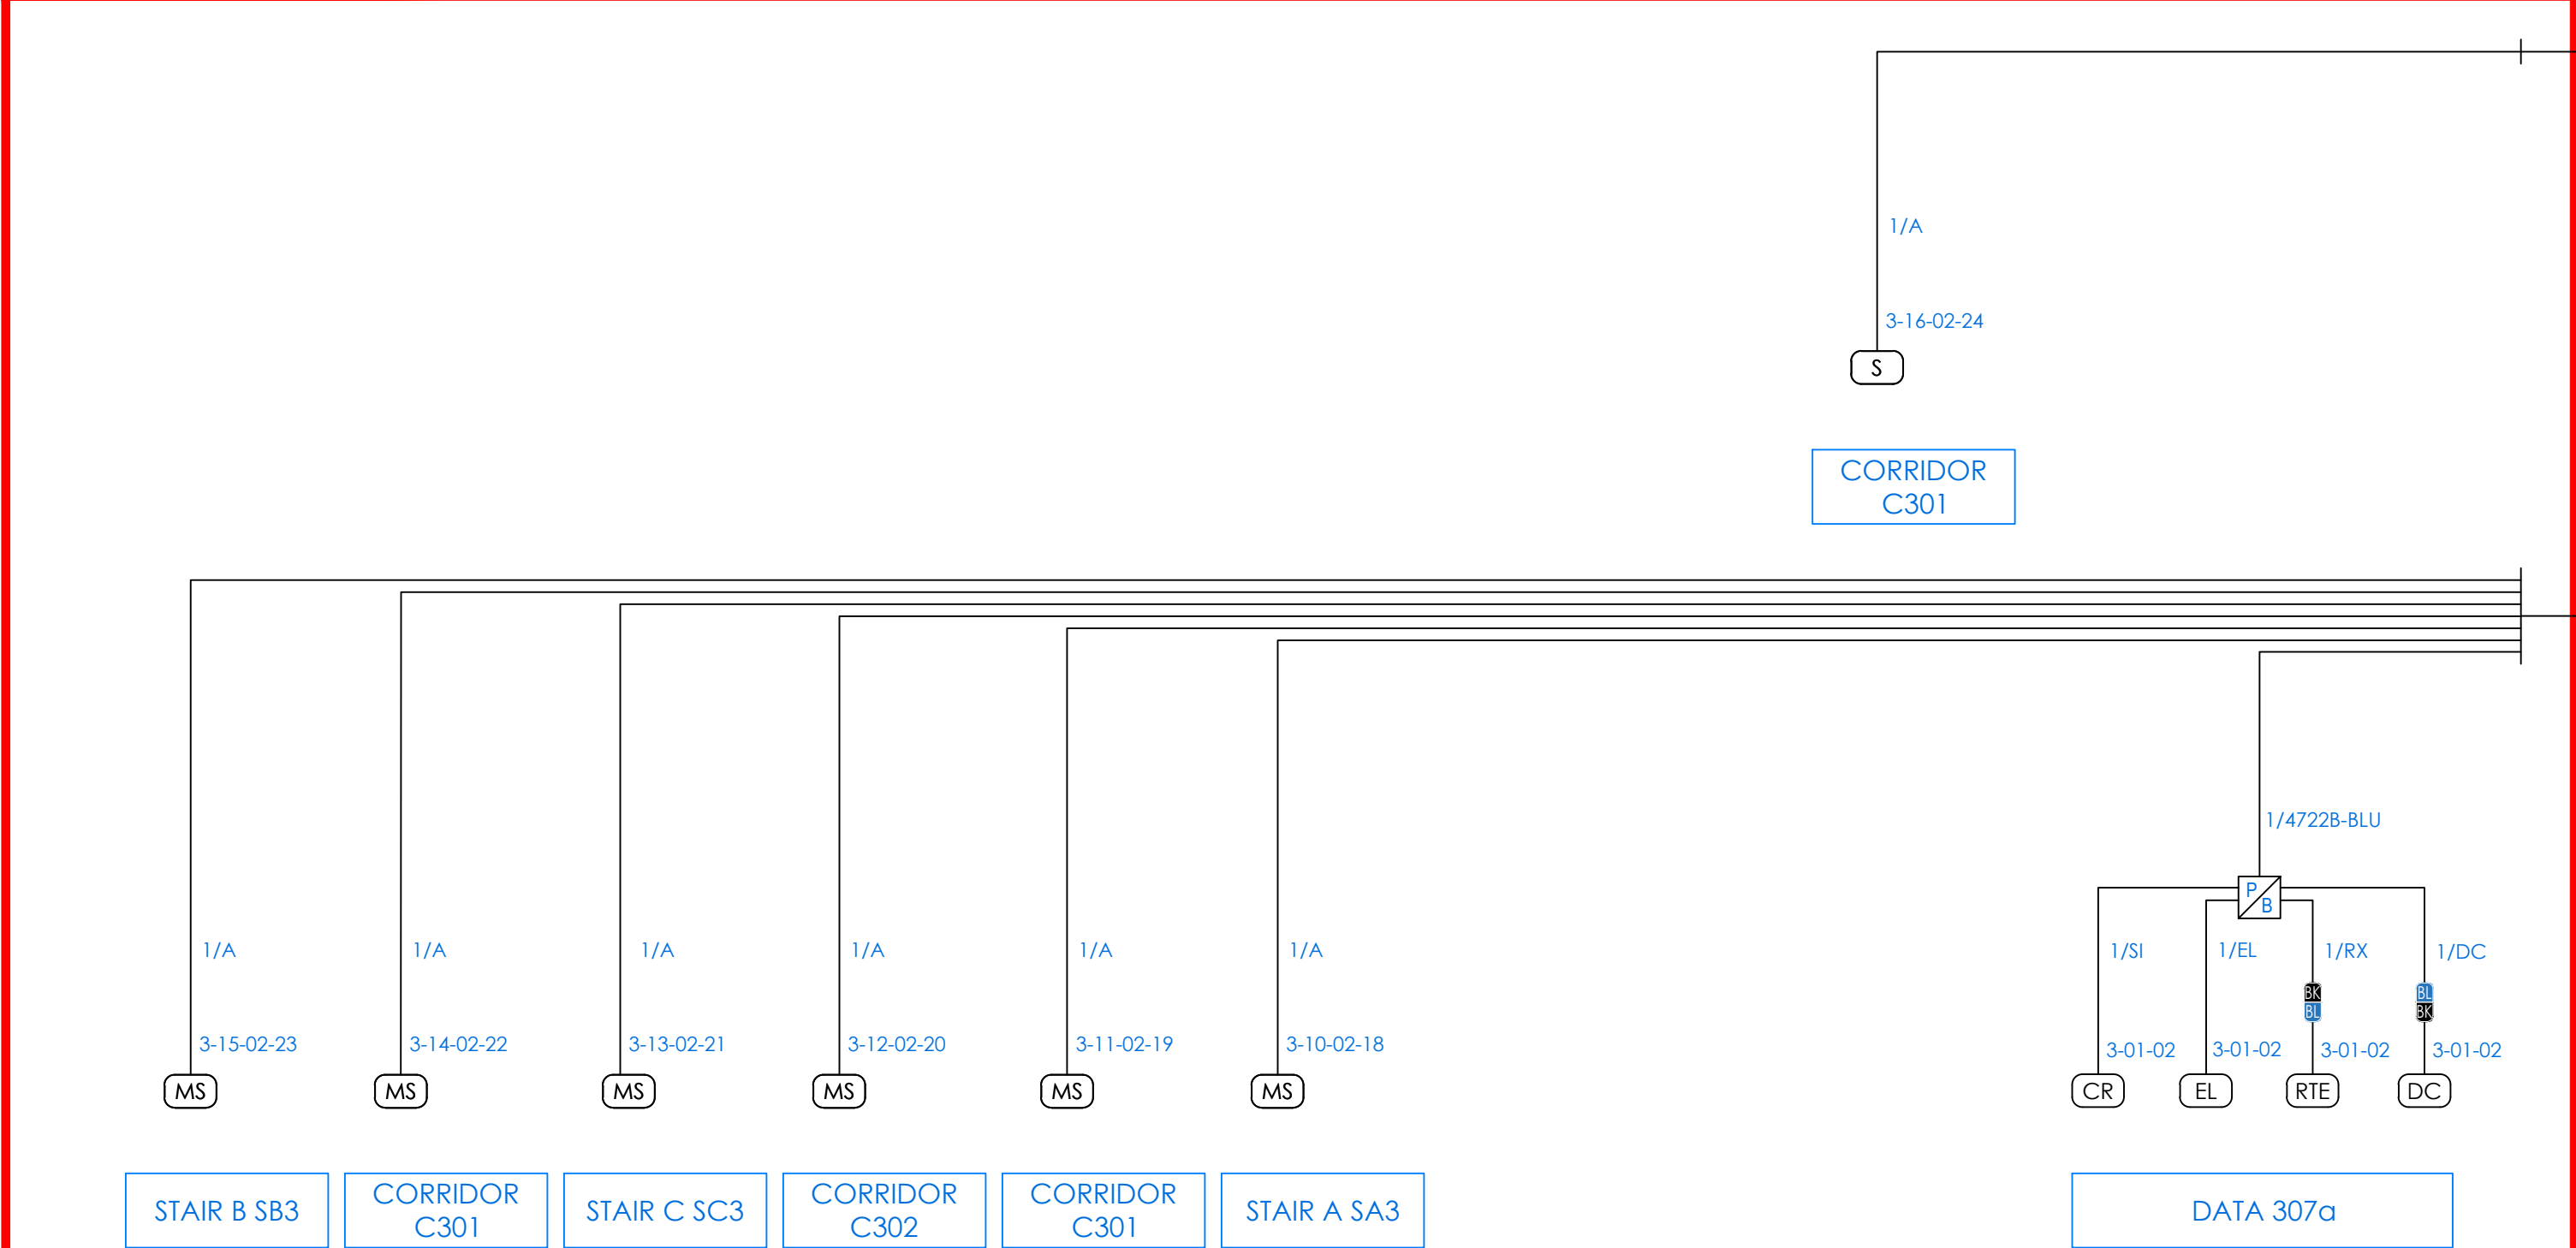 1/A
3-16-02-24
S
CORRIDOR
C301
1/4722B-BLU
P
B
1/A
1/A
1/A
1/A
1/A
1/A
1/SI
1/EL
1/RX
1/DC
BK
BL
BL
BK
3-15-02-23
3-14-02-22
3-13-02-21
3-12-02-20
3-11-02-19
3-10-02-18
3-01-02
3-01-02
3-01-02
3-01-02
MS
MS
MS
MS
MS
MS
CR
EL
RTE
DC
STAIR B SB3
CORRIDOR
C301
STAIR C SC3
CORRIDOR
C302
CORRIDOR
C301
STAIR A SA3
DATA 307a